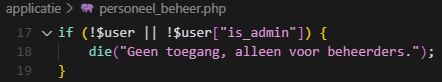 applicatie > personeel_beheer.php
17 if (!$user || !$user["is_admin"]) {
18 die("Geen toegang, alleen voor beheerders.");
19 }